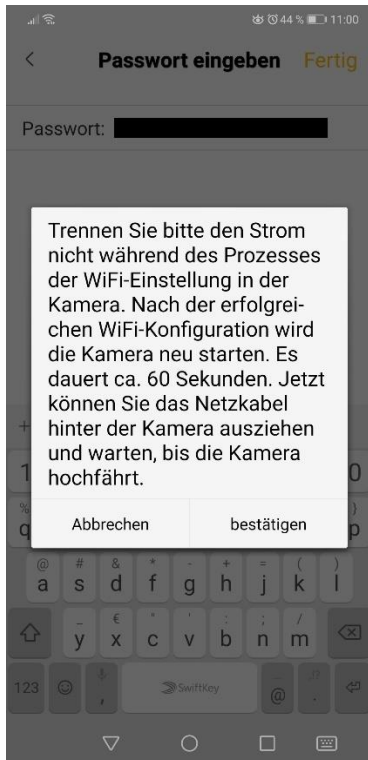 44 % 11:00
Passwort eingeben Fertig
Passwort:
Trennen Sie bitte den Strom
nicht während des Prozesses
der WiFi-Einstellung in der
Kamera. Nach der erfolgrei-
chen WiFi-Konfiguration wird
die Kamera neu starten. Es
dauert ca. 60 Sekunden. Jetzt
können Sie das Netzkabel
hinter der Kamera ausziehen
und warten, bis die Kamera
hochfährt.
Abbrechen bestätigen
+
1 0
% }
q p
@ # & * - + = ( )
a s d f g h j k l
_ € " ' : ; /
y x c v b n m
123 , SwiftKey @ .